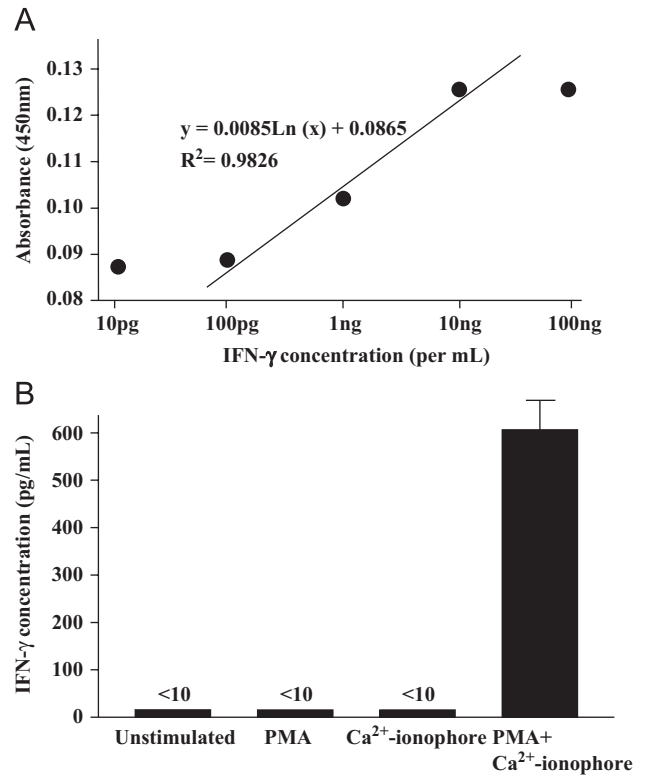 A
Absorbance (450nm)
0.13
0.12
0.11
0.10
0.09
0.08
y = 0.0085Ln (x) + 0.0865
R²= 0.9826
10pg 100pg 1ng 10ng 100ng
IFN-γ concentration (per mL)
B
IFN-γ concentration (pg/mL)
600
500
400
300
200
100
0
<10 <10 <10
Unstimulated PMA Ca²⁺-ionophore PMA+
Ca²⁺-ionophore